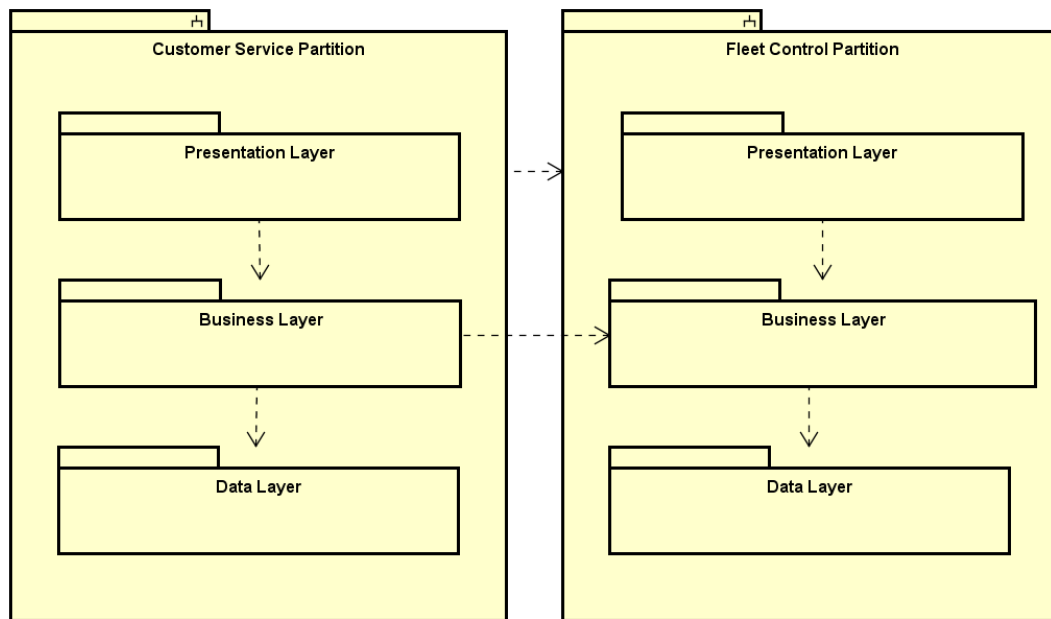 Customer Service Partition
Presentation Layer
Business Layer
Data Layer
Fleet Control Partition
Presentation Layer
Business Layer
Data Layer